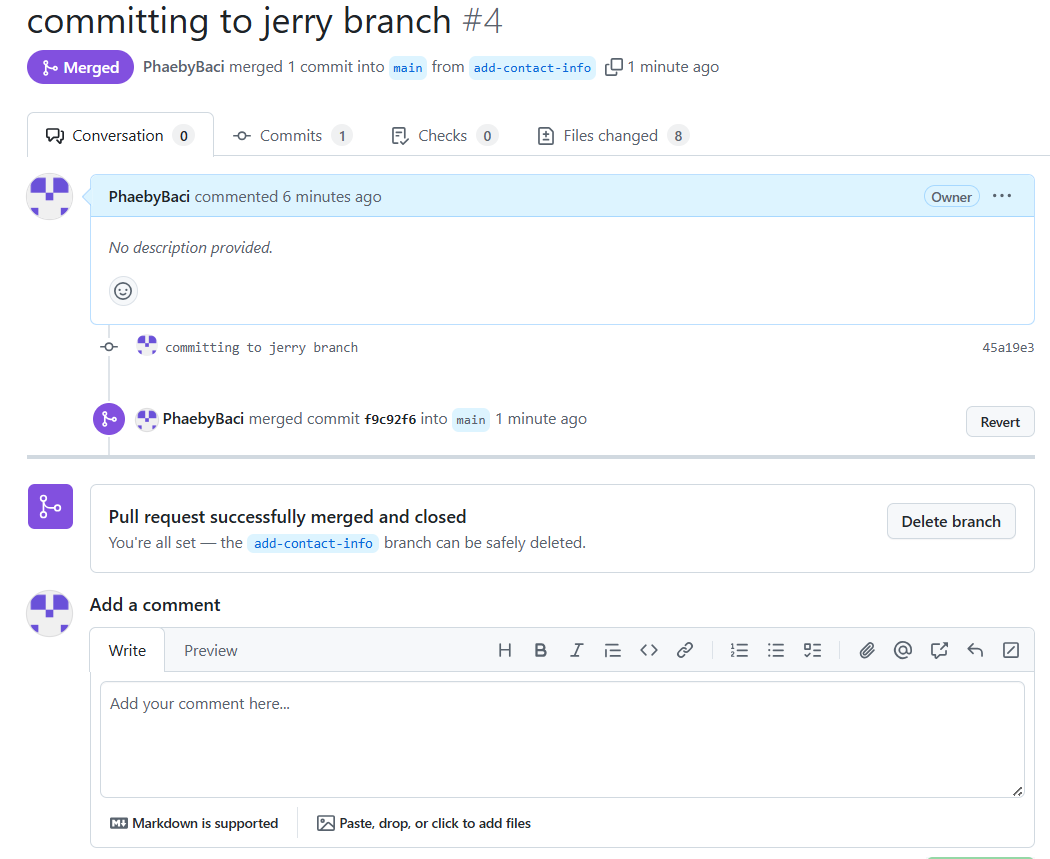 committing to jerry branch #4
Merged PhaebyBaci merged 1 commit into main from add-contact-info 1 minute ago
Conversation 0 Commits 1 Checks 0 Files changed 8
PhaebyBaci commented 6 minutes ago Owner
No description provided.
committing to jerry branch 45a19e3
PhaebyBaci merged commit f9c92f6 into main 1 minute ago Revert
Pull request successfully merged and closed
You're all set — the add-contact-info branch can be safely deleted. Delete branch
Add a comment
Write Preview
Add your comment here...
Markdown is supported Paste, drop, or click to add files